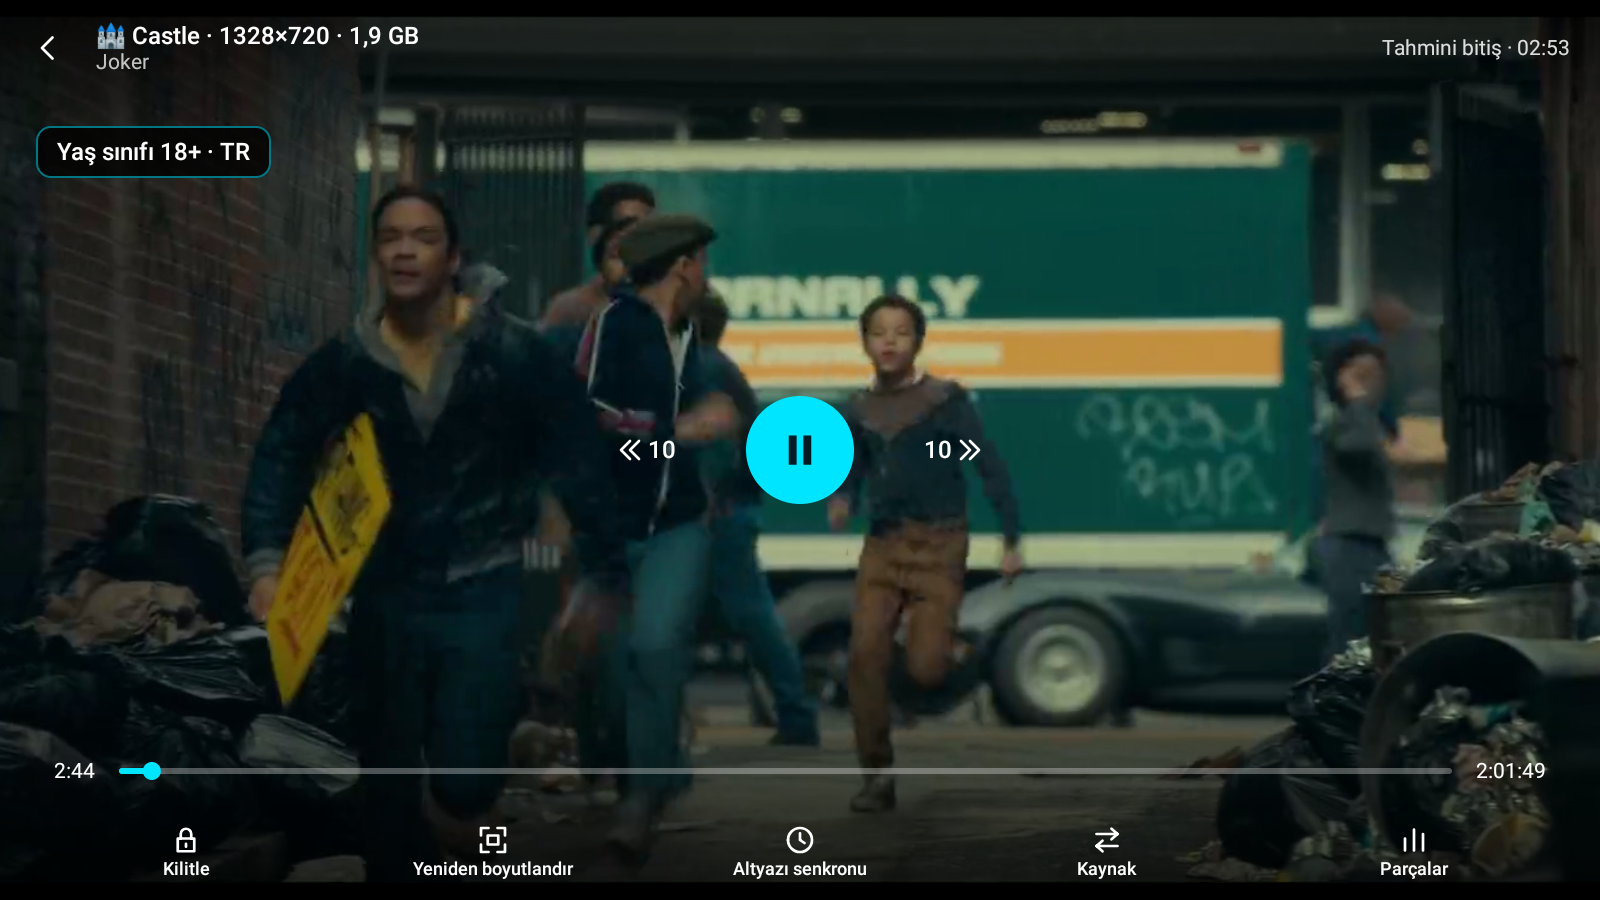 Castle · 1328×720 · 1,9 GB
Joker
Tahmini bitiş · 02:53
Yaş sınıfı 18+ · TR
RNALLY
10
10
2:44
2:01:49
Kilitle
Yeniden boyutlandır
Altyazı senkronu
Kaynak
Parçalar